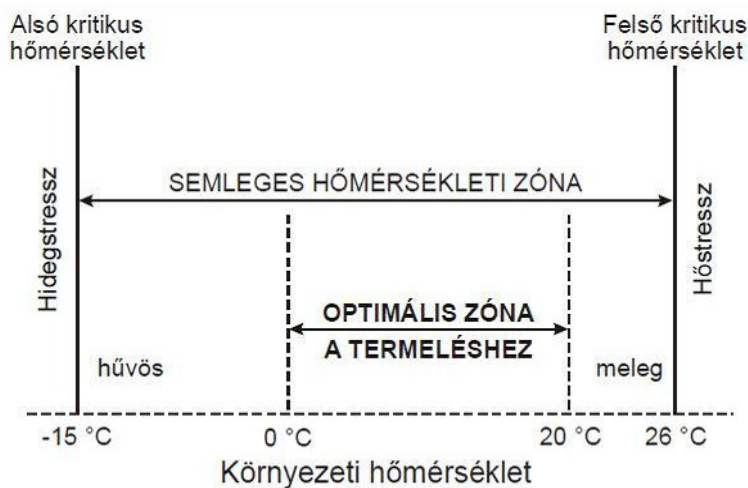 Alsó kritikus
hőmérséklet
Felső kritikus
hőmérséklet
Hidegstressz
SEMLEGES HŐMÉRSÉKLETI ZÓNA
Hőstressz
OPTIMÁLIS ZÓNA
A TERMELÉSHEZ
hűvös
meleg
-15 °C
0 °C
20 °C
26 °C
Környezeti hőmérséklet